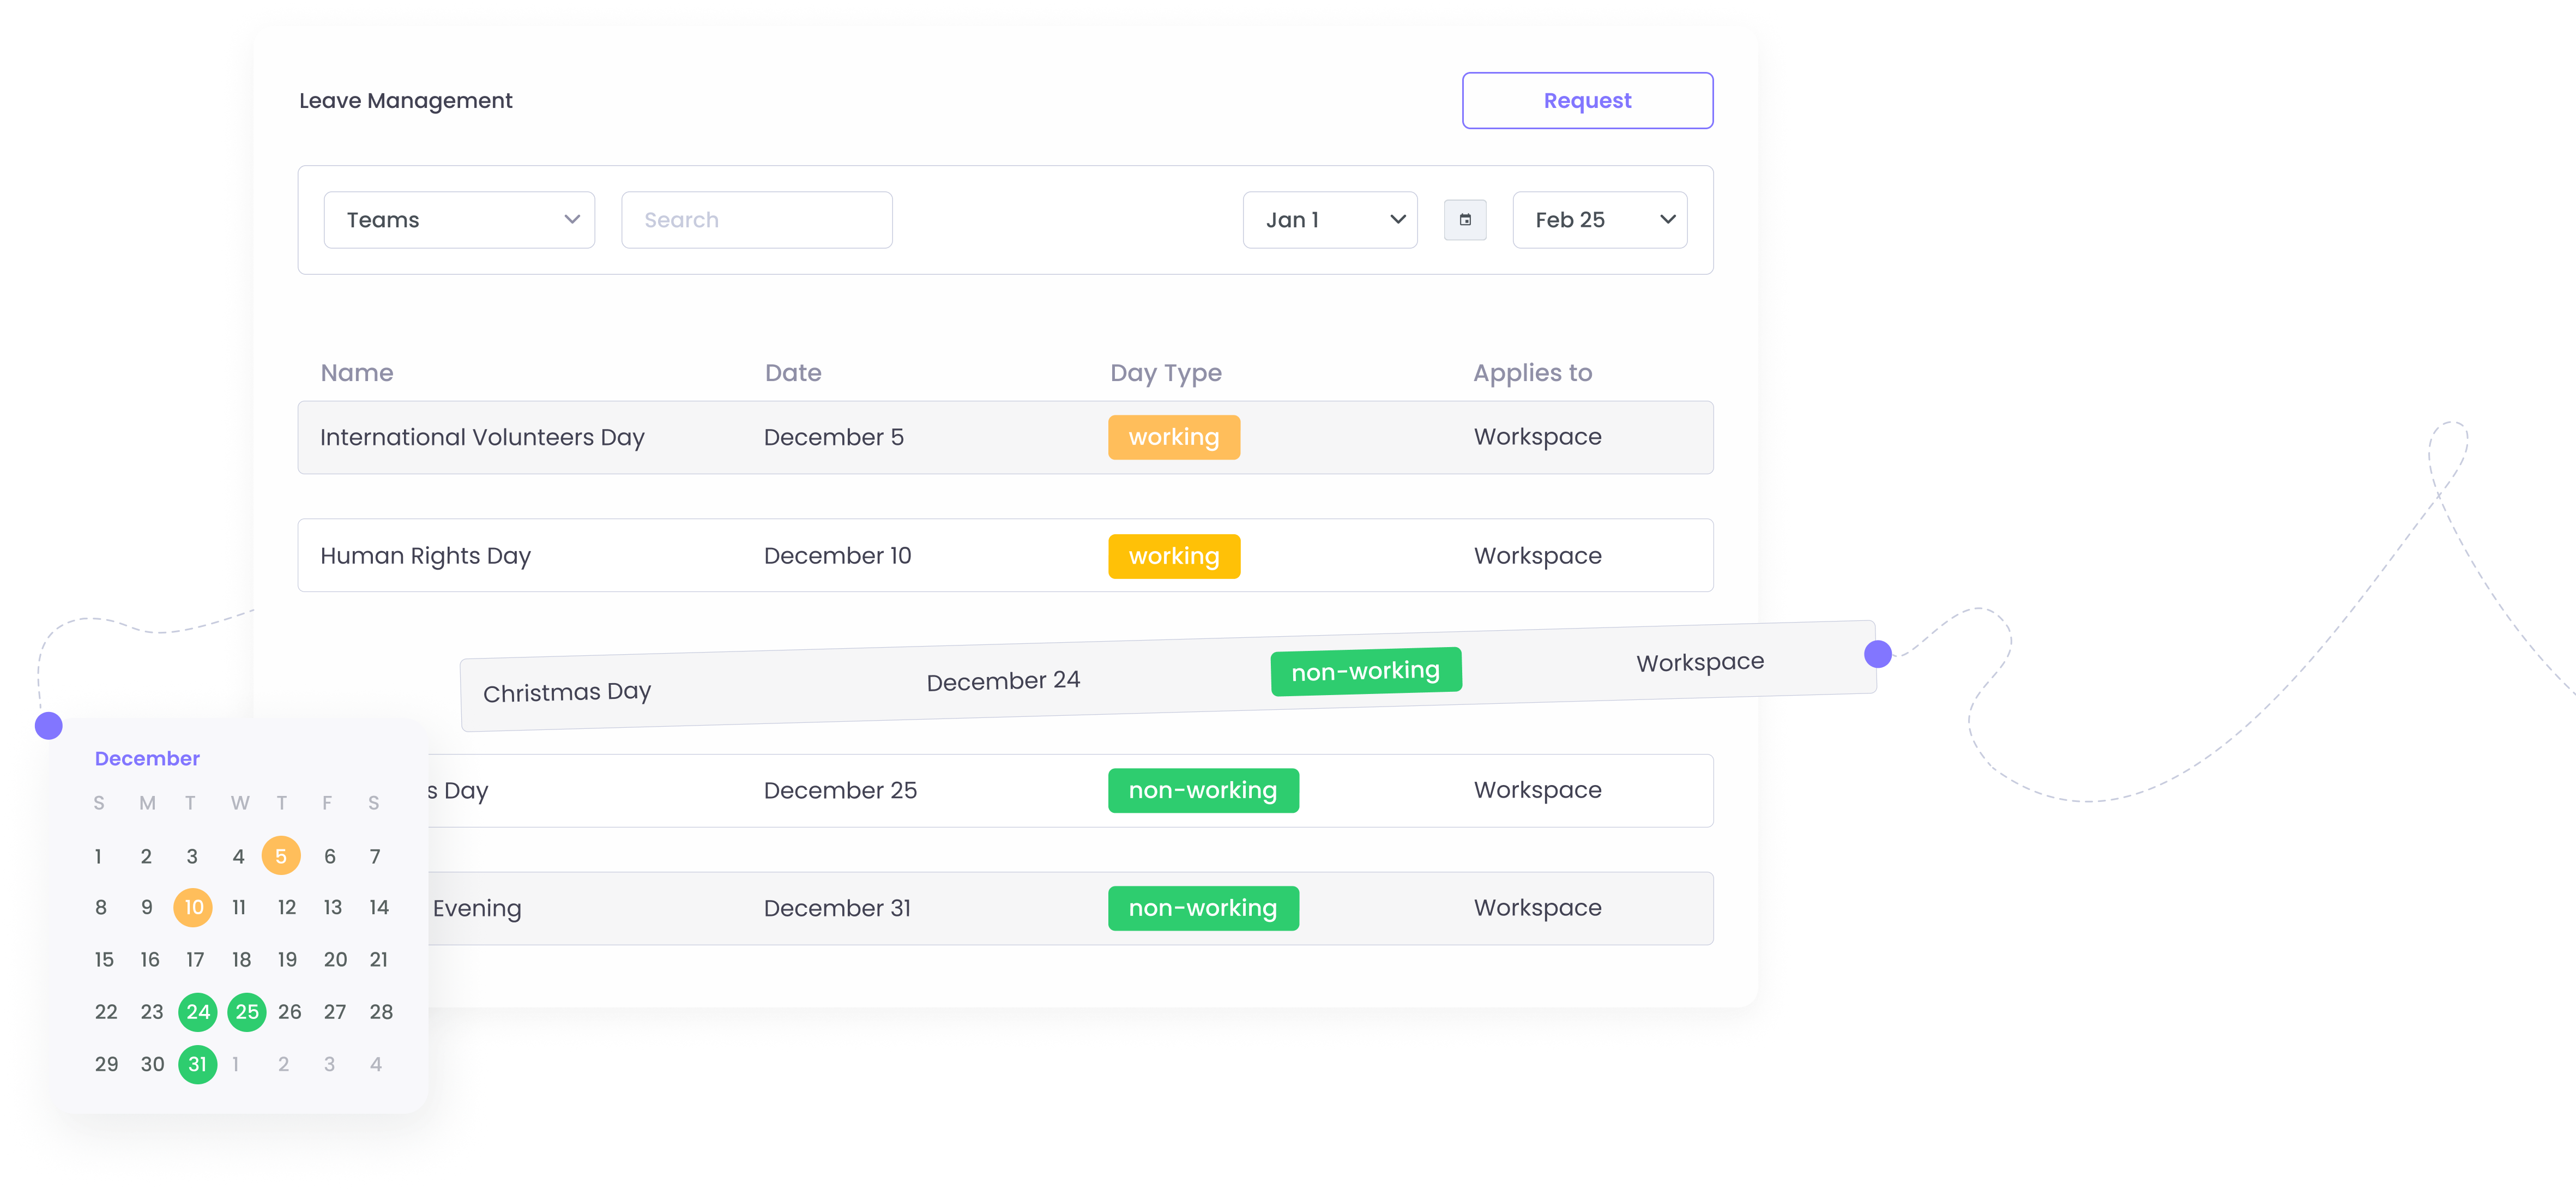 Leave Management
Request
Teams
Search
Jan 1
Feb 25
Name Date Day Type Applies to
International Volunteers Day December 5 working Workspace
Human Rights Day December 10 working Workspace
Christmas Day December 24 non-working Workspace
s Day December 25 non-working Workspace
Evening December 31 non-working Workspace
December
S M T W T F S
1 2 3 4 5 6 7
8 9 10 11 12 13 14
15 16 17 18 19 20 21
22 23 24 25 26 27 28
29 30 31 1 2 3 4